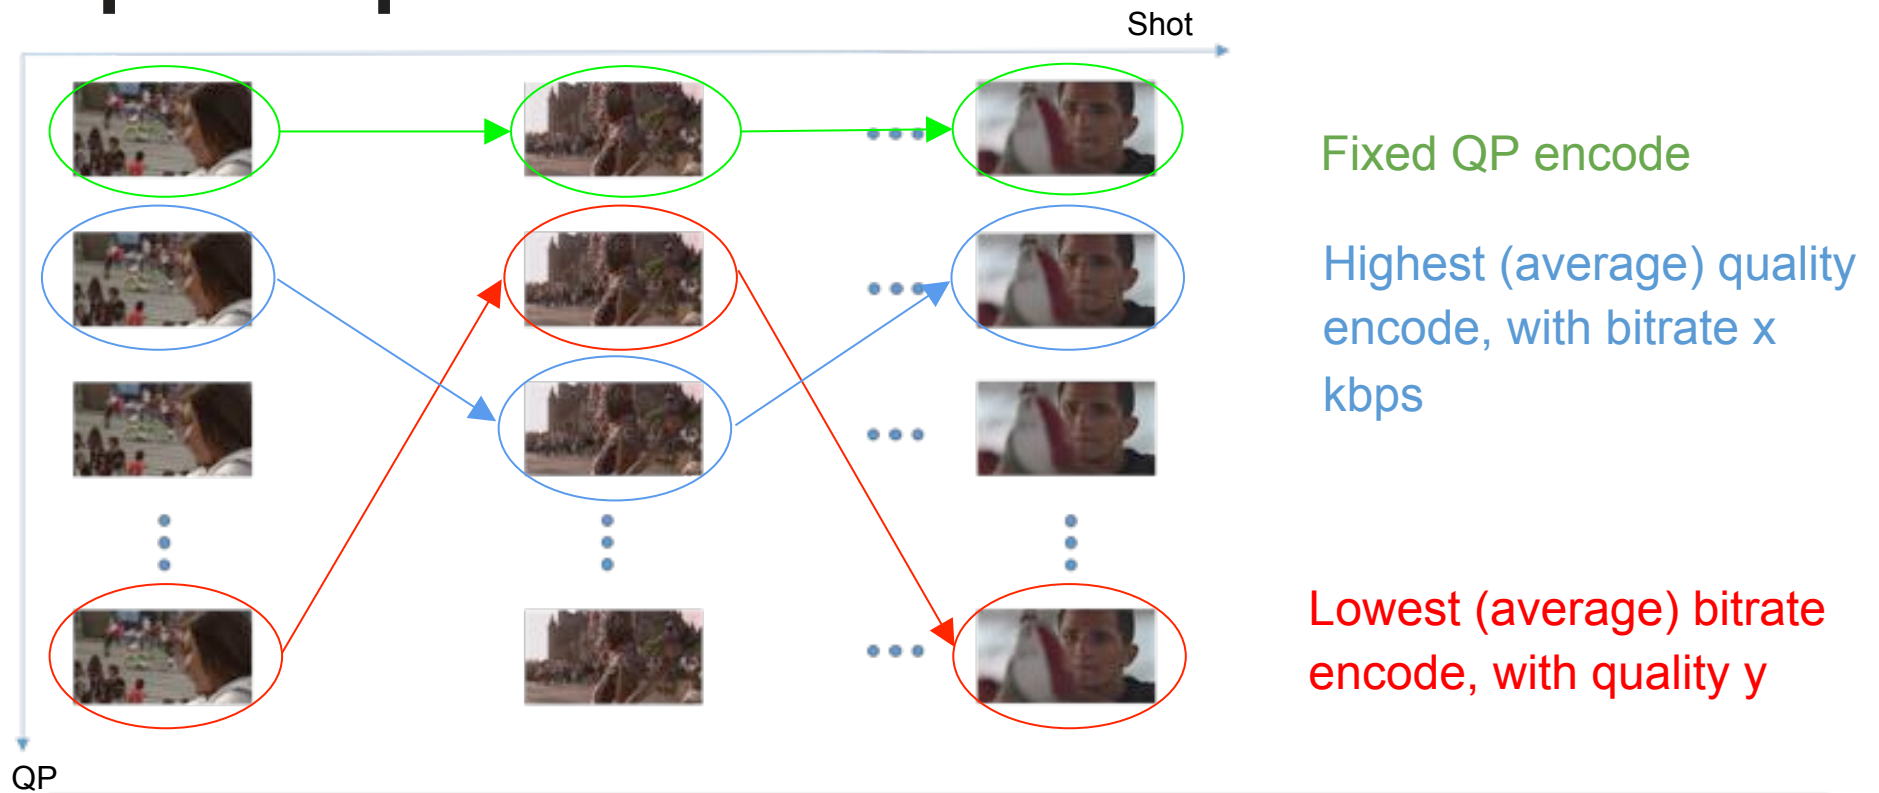 Shot
Fixed QP encode
Highest (average) quality
encode, with bitrate x
kbps
Lowest (average) bitrate
encode, with quality y
QP